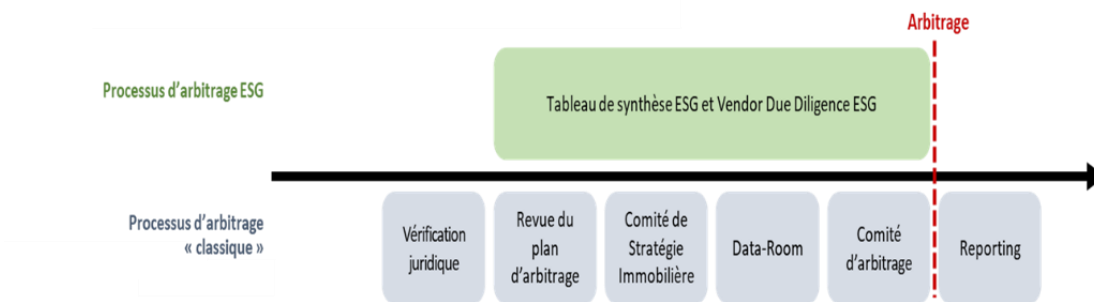 Arbitrage
Processus d'arbitrage ESG
Tableau de synthèse ESG et Vendor Due Diligence ESG
Processus d'arbitrage
« classique »
Vérification
juridique
Revue du
plan
d'arbitrage
Comité de
Stratégie
Immobilière
Data-Room
Comité
d'arbitrage
Reporting